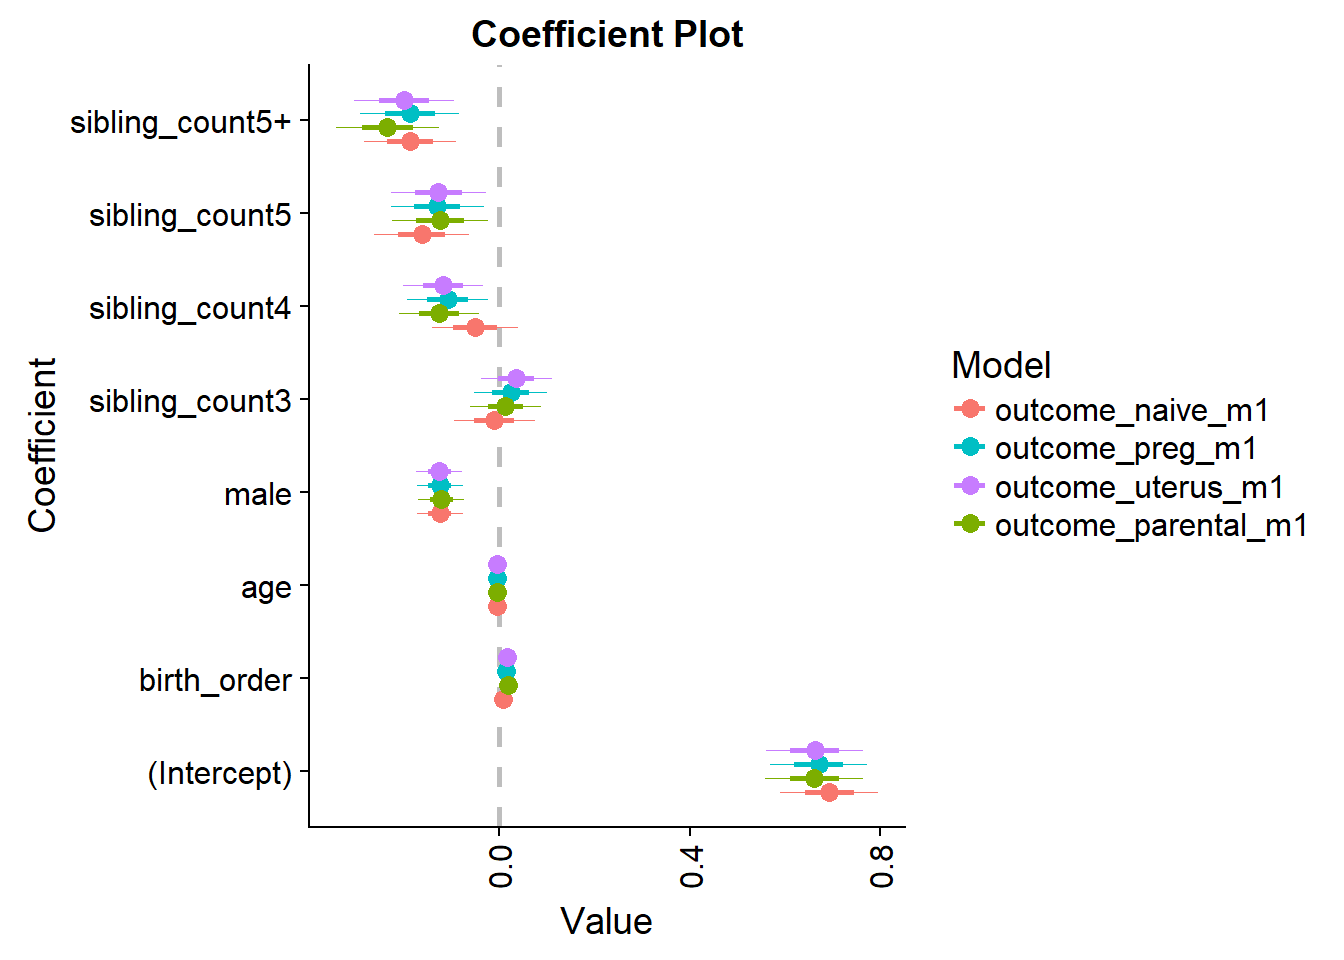 Coefficient Plot
sibling_count5+
sibling_count5
sibling_count4
sibling_count3
male
age
birth_order
(Intercept)
Coefficient
0.0
0.4
0.8
Value
Model
outcome_naive_m1
outcome_preg_m1
outcome_uterus_m1
outcome_parental_m1